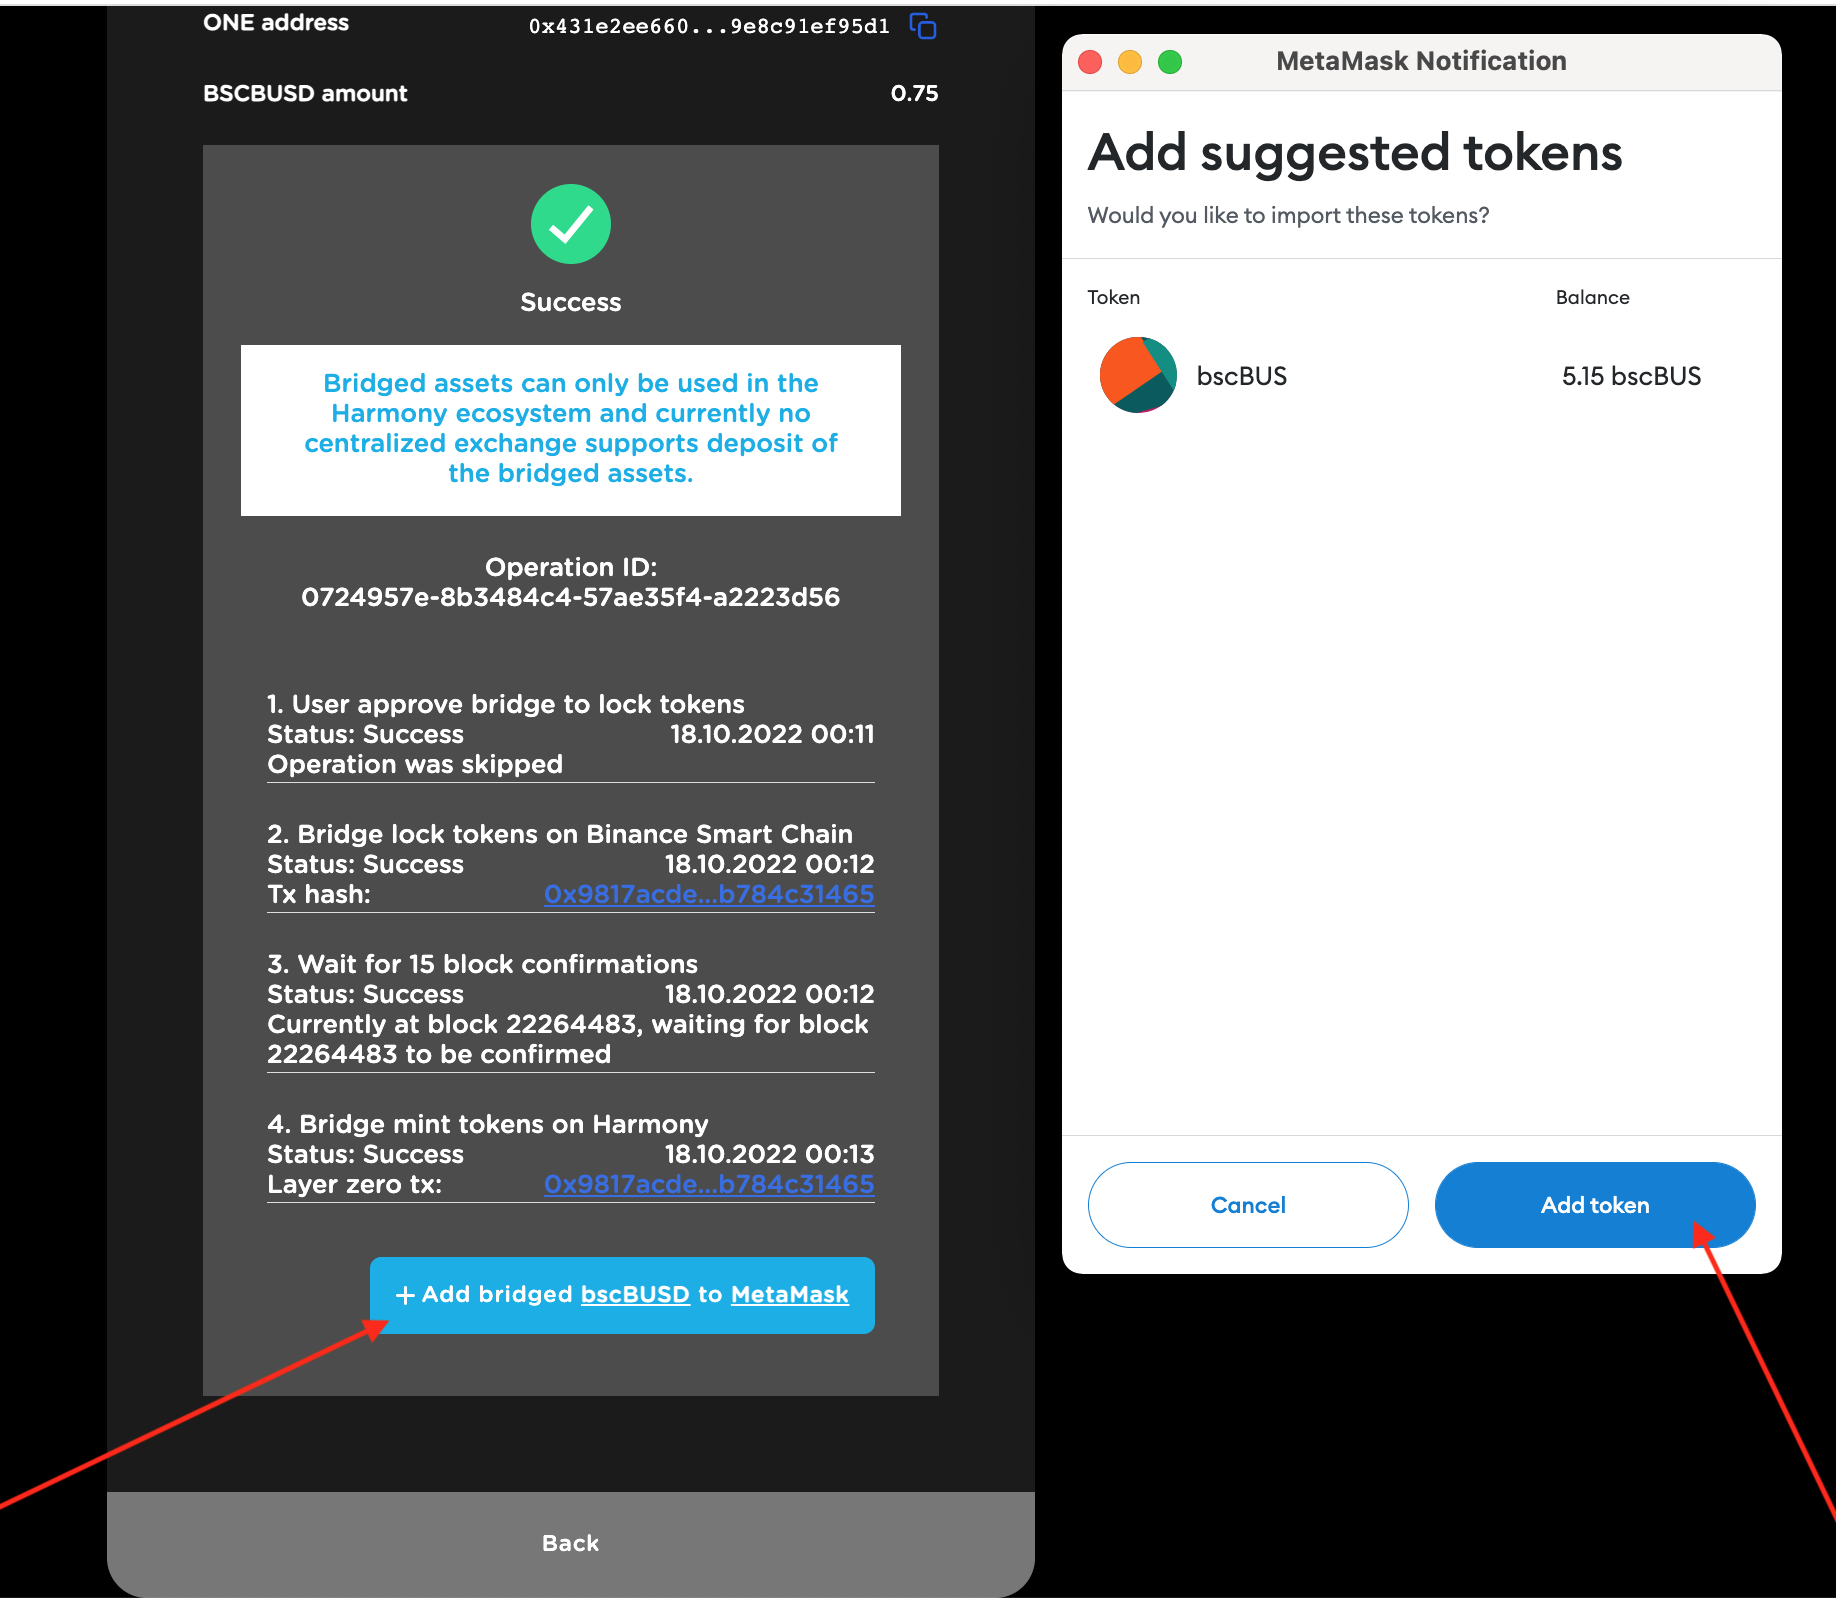 ONE address 0x431e2ee660...9e8c91ef95d1
BSCBUSD amount 0.75
Success
Bridged assets can only be used in the
Harmony ecosystem and currently no
centralized exchange supports deposit of
the bridged assets.
Operation ID:
0724957e-8b3484c4-57ae35f4-a2223d56
1. User approve bridge to lock tokens
Status: Success 18.10.2022 00:11
Operation was skipped
2. Bridge lock tokens on Binance Smart Chain
Status: Success 18.10.2022 00:12
Tx hash: 0x9817acde...b784c31465
3. Wait for 15 block confirmations
Status: Success 18.10.2022 00:12
Currently at block 22264483, waiting for block
22264483 to be confirmed
4. Bridge mint tokens on Harmony
Status: Success 18.10.2022 00:13
Layer zero tx: 0x9817acde...b784c31465
+ Add bridged bscBUSD to MetaMask
Back
MetaMask Notification
Add suggested tokens
Would you like to import these tokens?
Token Balance
bscBUS 5.15 bscBUS
Cancel Add token